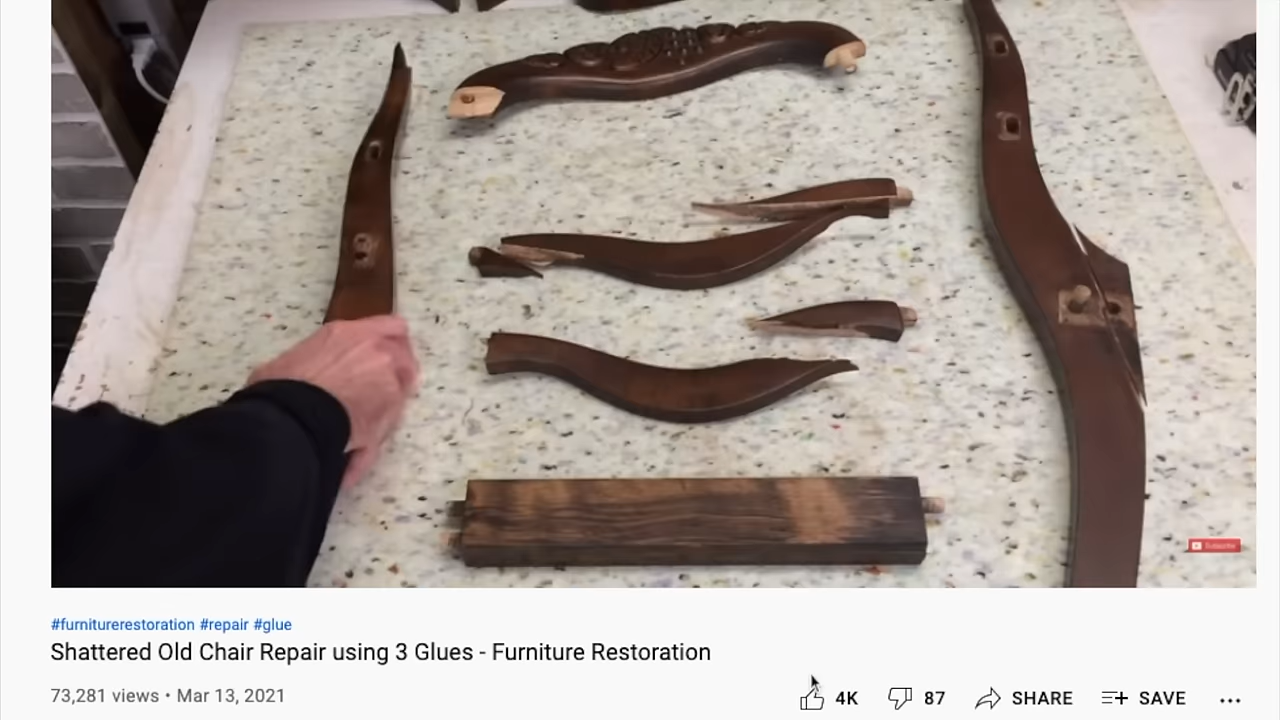 Subscribe
#furniturerestoration #repair #glue
Shattered Old Chair Repair using 3 Glues - Furniture Restoration
73,281 views • Mar 13, 2021
4K 87 SHARE SAVE ...